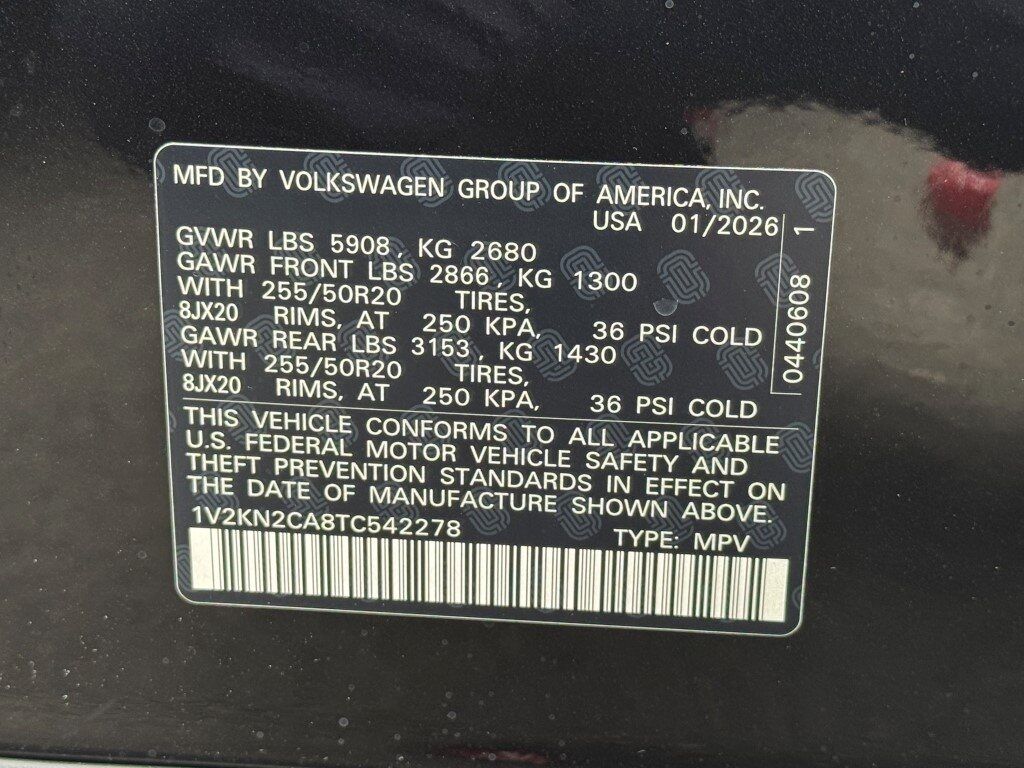 MFD BY VOLKSWAGEN GROUP OF AMERICA, INC.
USA 01/2026
GVWR LBS 5908, KG 2680
GAWR FRONT LBS 2866, KG 1300
WITH 255/50R20 TIRES,
8JX20 RIMS, AT 250 KPA, 36 PSI COLD
GAWR REAR LBS 3153, KG 1430
WITH 255/50R20 TIRES,
8JX20 RIMS, AT 250 KPA, 36 PSI COLD
0440608 1
THIS VEHICLE CONFORMS TO ALL APPLICABLE
U.S. FEDERAL MOTOR VEHICLE SAFETY AND
THEFT PREVENTION STANDARDS IN EFFECT ON
THE DATE OF MANUFACTURE SHOWN ABOVE.
1V2KN2CA8TC542278 TYPE: MPV